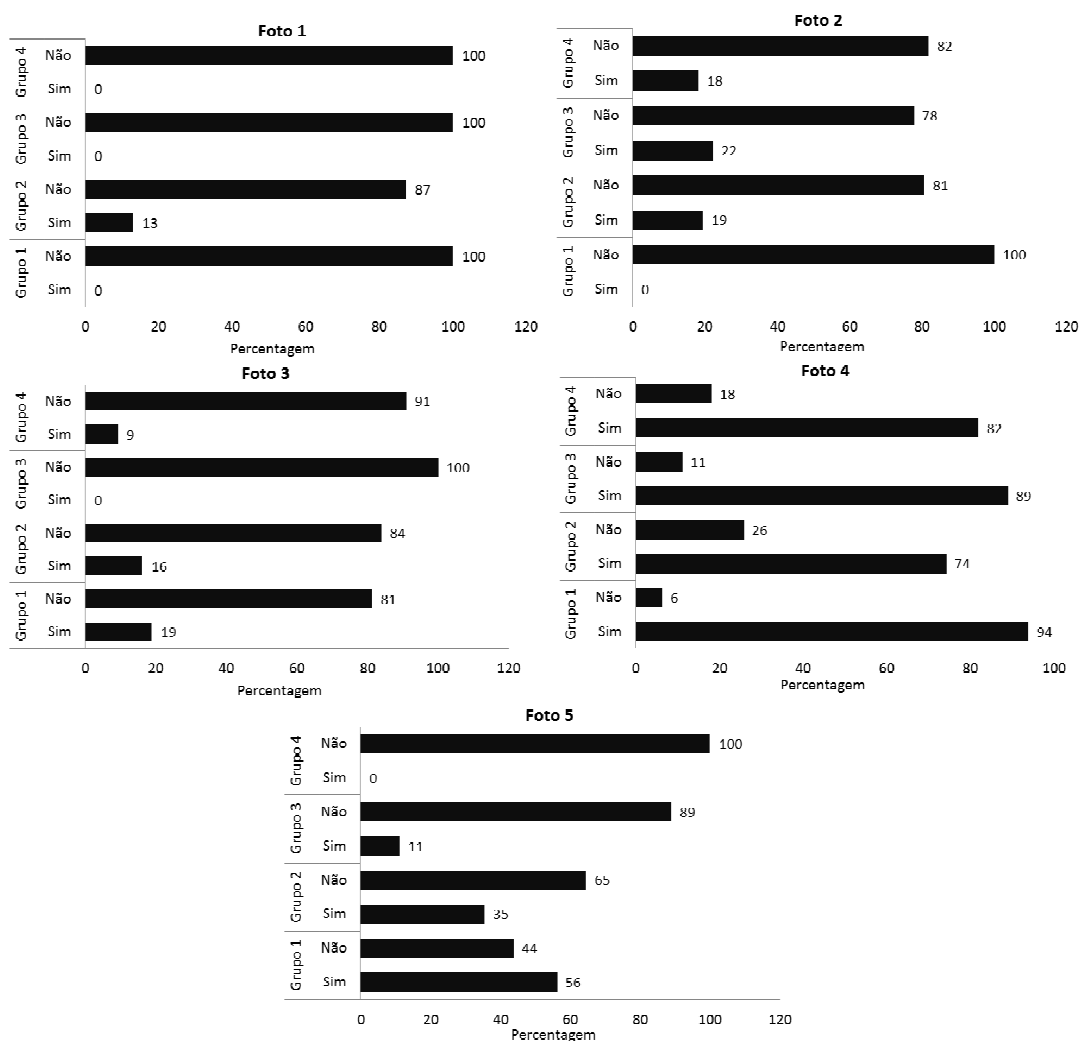 Foto 1
Grupo 4
Não 100
Sim 0
Grupo 3
Não 100
Sim 0
Grupo 2
Não 87
Sim 13
Grupo 1
Não 100
Sim 0
0 20 40 60 80 100 120
Percentagem
Foto 2
Grupo 4
Não 82
Sim 18
Grupo 3
Não 78
Sim 22
Grupo 2
Não 81
Sim 19
Grupo 1
Não 100
Sim 0
0 20 40 60 80 100 120
Percentagem
Foto 3
Grupo 4
Não 91
Sim 9
Grupo 3
Não 100
Sim 0
Grupo 2
Não 84
Sim 16
Grupo 1
Não 81
Sim 19
0 20 40 60 80 100 120
Percentagem
Foto 4
Grupo 4
Não 18
Sim 82
Grupo 3
Não 11
Sim 89
Grupo 2
Não 26
Sim 74
Grupo 1
Não 6
Sim 94
0 20 40 60 80 100
Percentagem
Foto 5
Grupo 4
Não 100
Sim 0
Grupo 3
Não 89
Sim 11
Grupo 2
Não 65
Sim 35
Grupo 1
Não 44
Sim 56
0 20 40 60 80 100 120
Percentagem